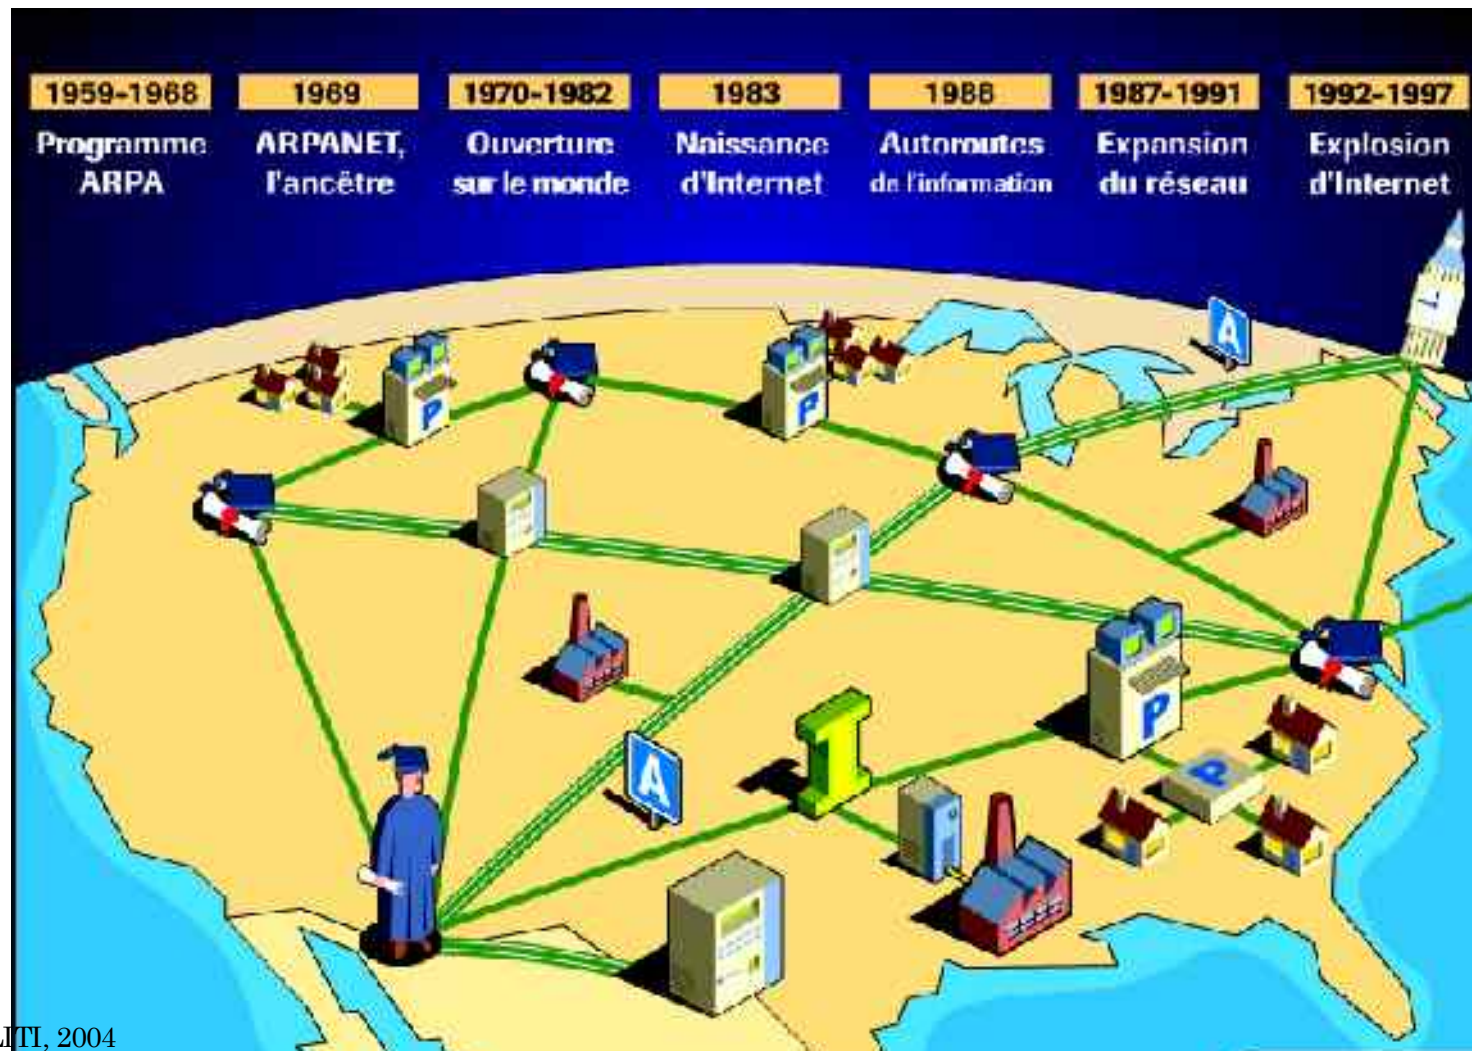 1959-1968
Programme
ARPA
1969
ARPANET,
l'ancêtre
1970-1982
Ouverture
sur le monde
1983
Naissance
d'Internet
1986
Autoroutes
de l'information
1987-1991
Expansion
du réseau
1992-1997
Explosion
d'Internet
A
P
P
P
I
A
P
LITI, 2004